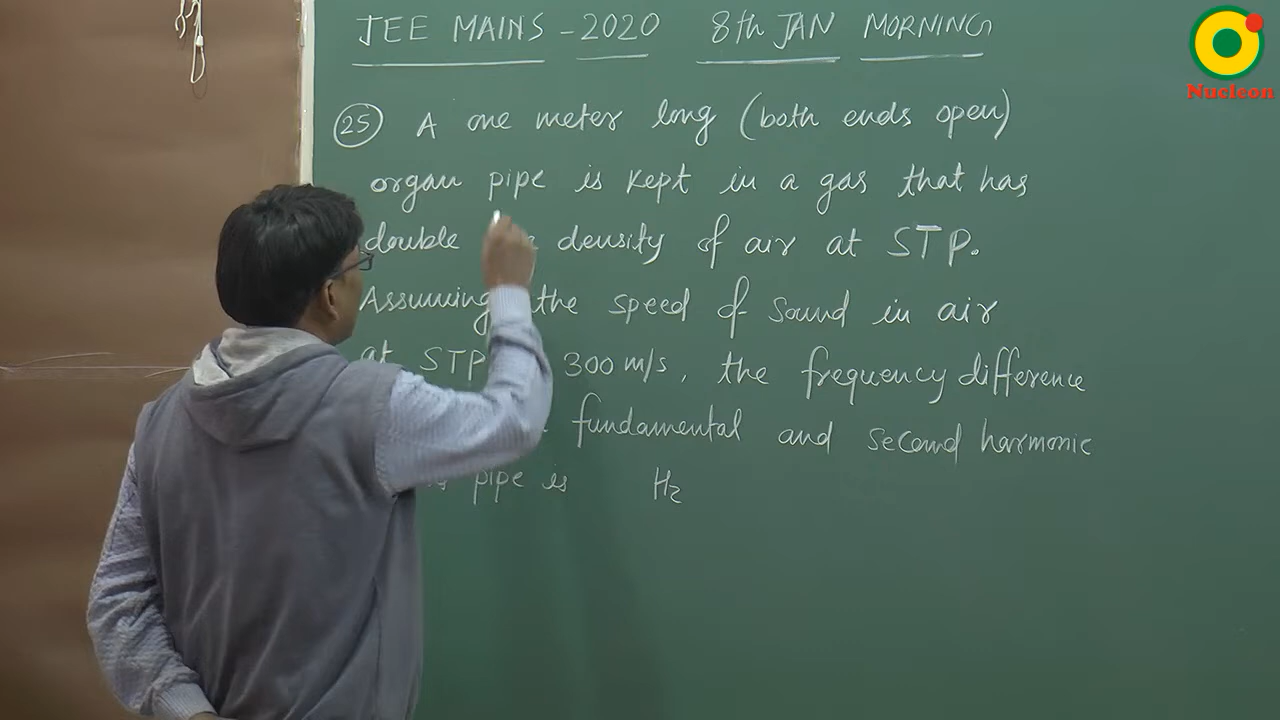 JEE MAINS - 2020 8th JAN MORNING
Nucleon
25 A one meter long (both ends open)
organ pipe is kept in a gas that has
double density of air at STP.
Assuming the speed of sound in air
at STP 300 m/s, the frequency difference
fundamental and second harmonic
pipe is Hz